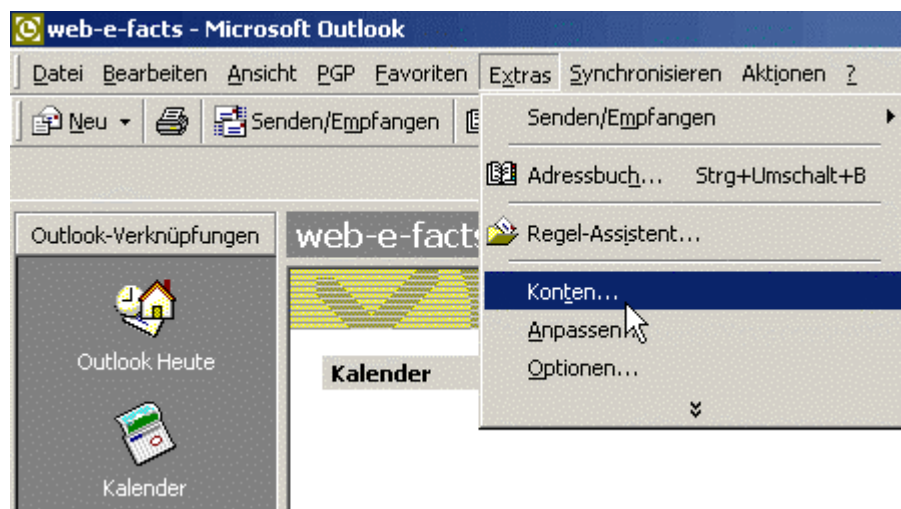 web-e-facts - Microsoft Outlook
Datei Bearbeiten Ansicht PGP Favoriten Extras Synchronisieren Aktionen ?
Neu Senden/Empfangen
Senden/Empfangen
Adressbuch... Strg+Umschalt+B
Regel-Assistent...
Konten...
Anpassen
Optionen...
Outlook-Verknüpfungen
web-e-facts
Outlook Heute
Kalender
Kalender